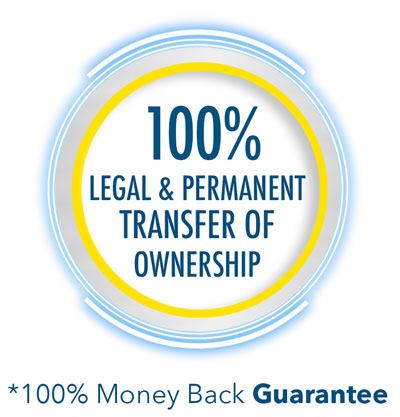 100%
LEGAL & PERMANENT
TRANSFER OF
OWNERSHIP
*100% Money Back Guarantee